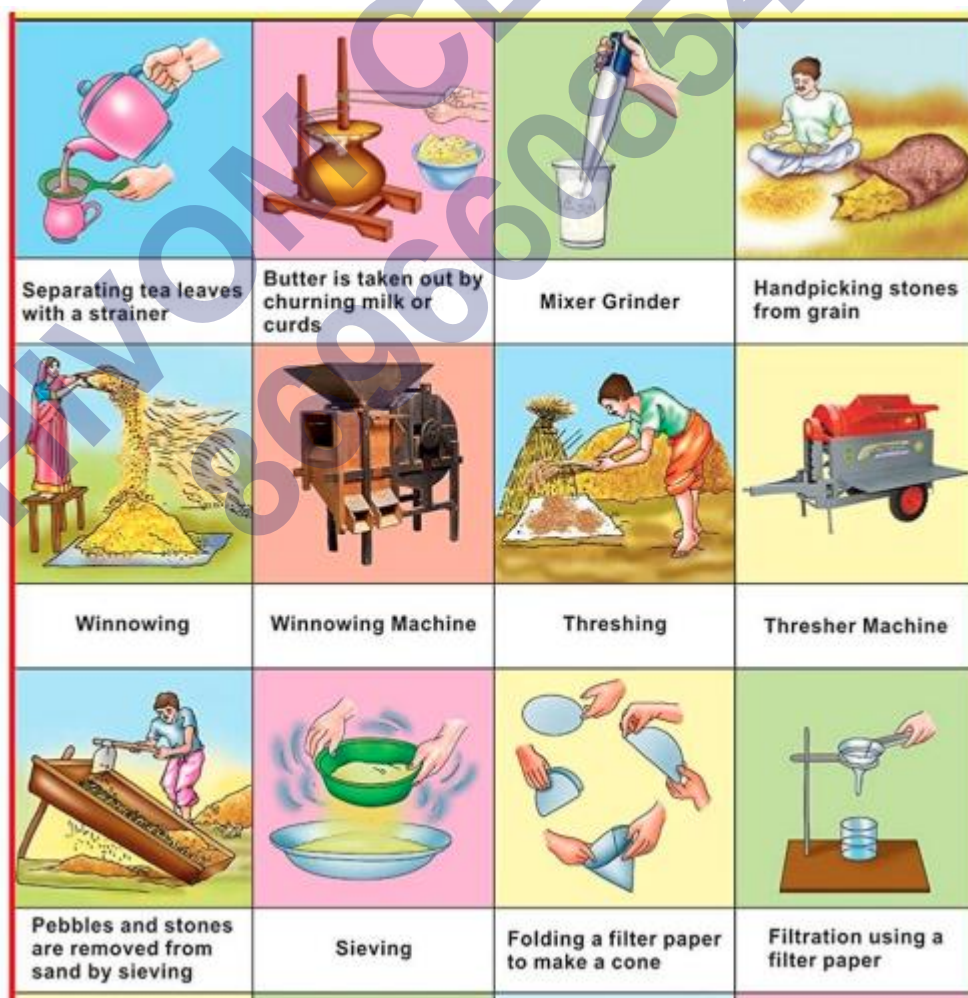 Separating tea leaves
with a strainer
Butter is taken out by
churning milk or
curds
Mixer Grinder
Handpicking stones
from grain
Winnowing
Winnowing Machine
Threshing
Thresher Machine
Pebbles and stones
are removed from
sand by sieving
Sieving
Folding a filter paper
to make a cone
Filtration using a
filter paper